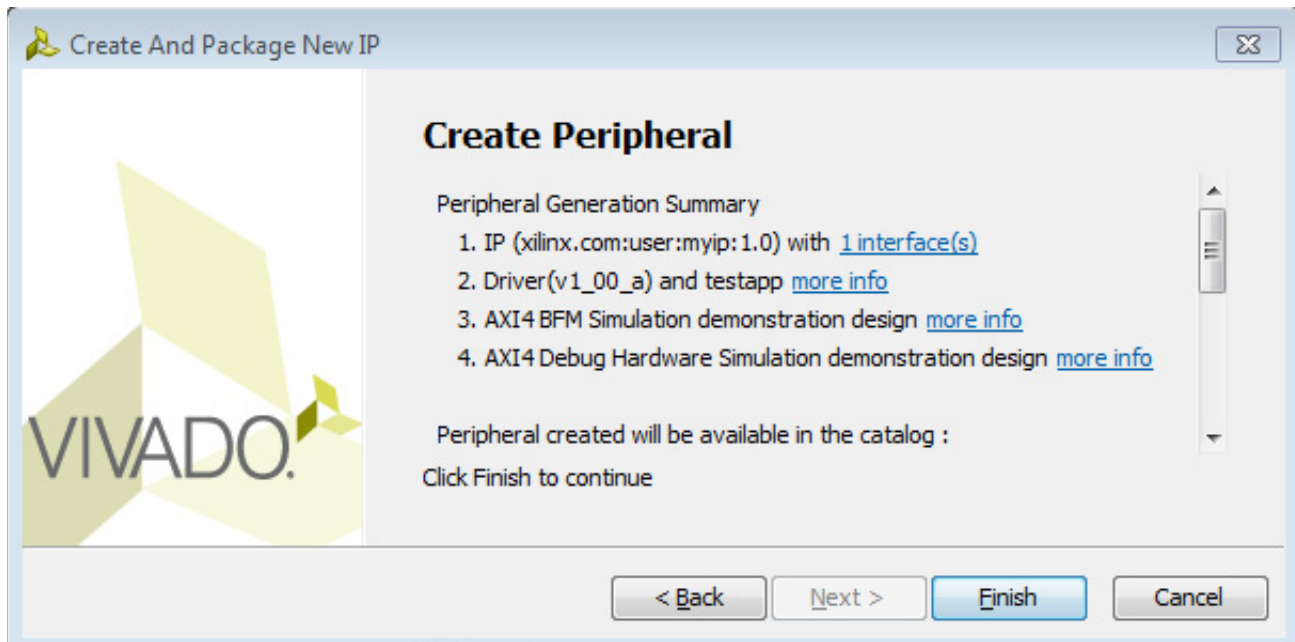 Create And Package New IP
Create Peripheral
Peripheral Generation Summary
1. IP (xilinx.com:user:myip:1.0) with 1 interface(s)
2. Driver(v1_00_a) and testapp more info
3. AXI4 BFM Simulation demonstration design more info
4. AXI4 Debug Hardware Simulation demonstration design more info
Peripheral created will be available in the catalog :
Click Finish to continue
VIVADO.
< Back Next > Finish Cancel